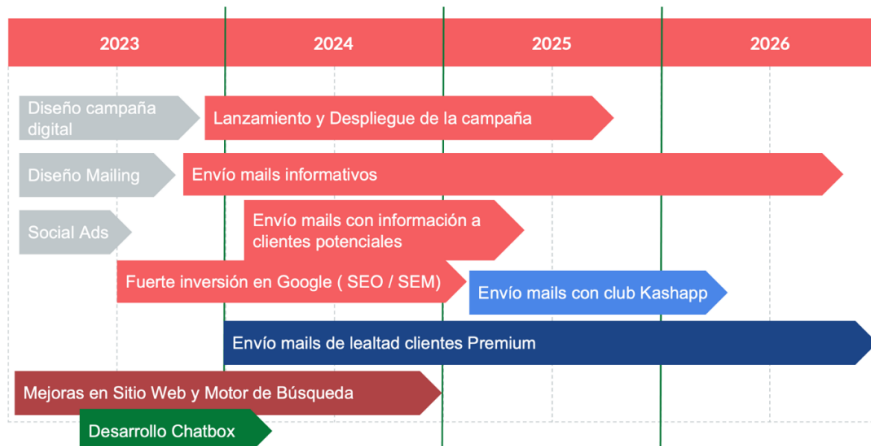 2023 2024 2025 2026
Diseño campaña
digital
Lanzamiento y Despliegue de la campaña
Diseño Mailing
Envío mails informativos
Social Ads
Envío mails con información a
clientes potenciales
Fuerte inversión en Google ( SEO / SEM)
Envío mails con club Kashapp
Envío mails de lealtad clientes Premium
Mejoras en Sitio Web y Motor de Búsqueda
Desarrollo Chatbox